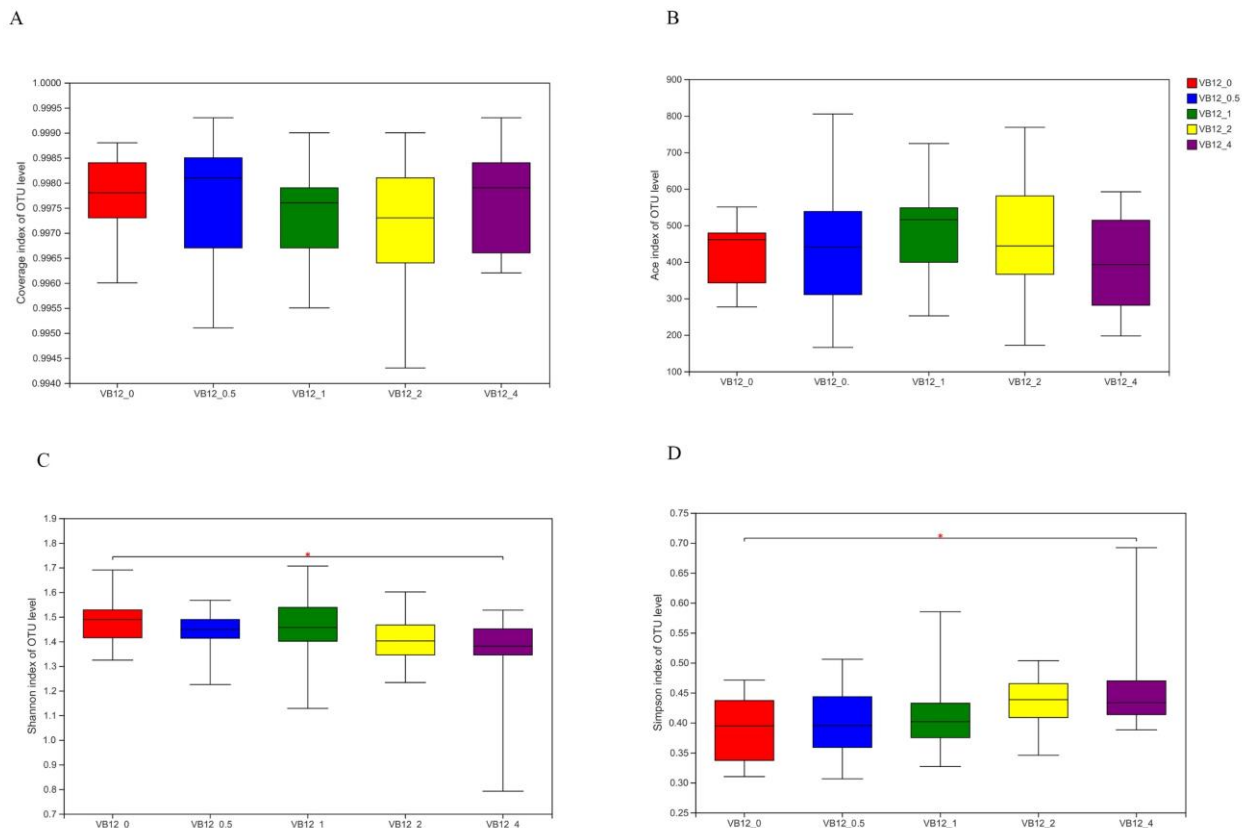 A
Coverage index of OTU level
1.0000
0.9995
0.9990
0.9985
0.9980
0.9975
0.9970
0.9965
0.9960
0.9955
0.9950
0.9945
0.9940
VB12_0 VB12_0.5 VB12_1 VB12_2 VB12_4
B
Ace index of OTU level
900
800
700
600
500
400
300
200
100
VB12_0 VB12_0. VB12_1 VB12_2 VB12_4
VB12_0
VB12_0.5
VB12_1
VB12_2
VB12_4
C
Shannon index of OTU level
1.9
1.8
1.7
1.6
1.5
1.4
1.3
1.2
1.1
1.0
0.9
0.8
0.7
*
VB12_0 VB12_0.5 VB12_1 VB12_2 VB12_4
D
Simpson index of OTU level
0.75
0.70
0.65
0.60
0.55
0.50
0.45
0.40
0.35
0.30
0.25
*
VB12_0 VB12_0.5 VB12_1 VB12_2 VB12_4